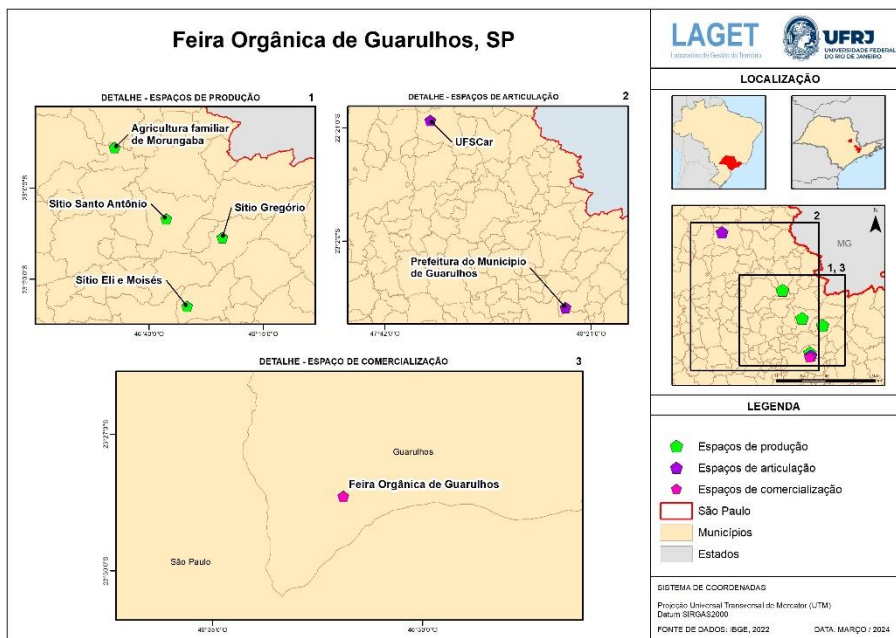 Feira Orgânica de Guarulhos, SP
DETALHE - ESPAÇOS DE PRODUÇÃO 1
Agricultura familiar
de Morungaba
Sítio Santo Antônio
Sítio Gregório
Sítio Eli e Moisés
DETALHE - ESPAÇOS DE ARTICULAÇÃO 2
UFSCar
Prefeitura do Município
de Guarulhos
DETALHE - ESPAÇO DE COMERCIALIZAÇÃO 3
Guarulhos
Feira Orgânica de Guarulhos
São Paulo
LAGET
Laboratório de Gestão do Território
UFRJ
UNIVERSIDADE FEDERAL
DO RIO DE JANEIRO
LOCALIZAÇÃO
N
2
MG
1, 3
LEGENDA
Espaços de produção
Espaços de articulação
Espaços de comercialização
São Paulo
Municípios
Estados
SISTEMA DE COORDENADAS
Projeção Universal Transversal de Mercator (UTM)
Datum SIRGAS2000
FONTE DE DADOS: IBGE, 2022 DATA: MARÇO / 2024